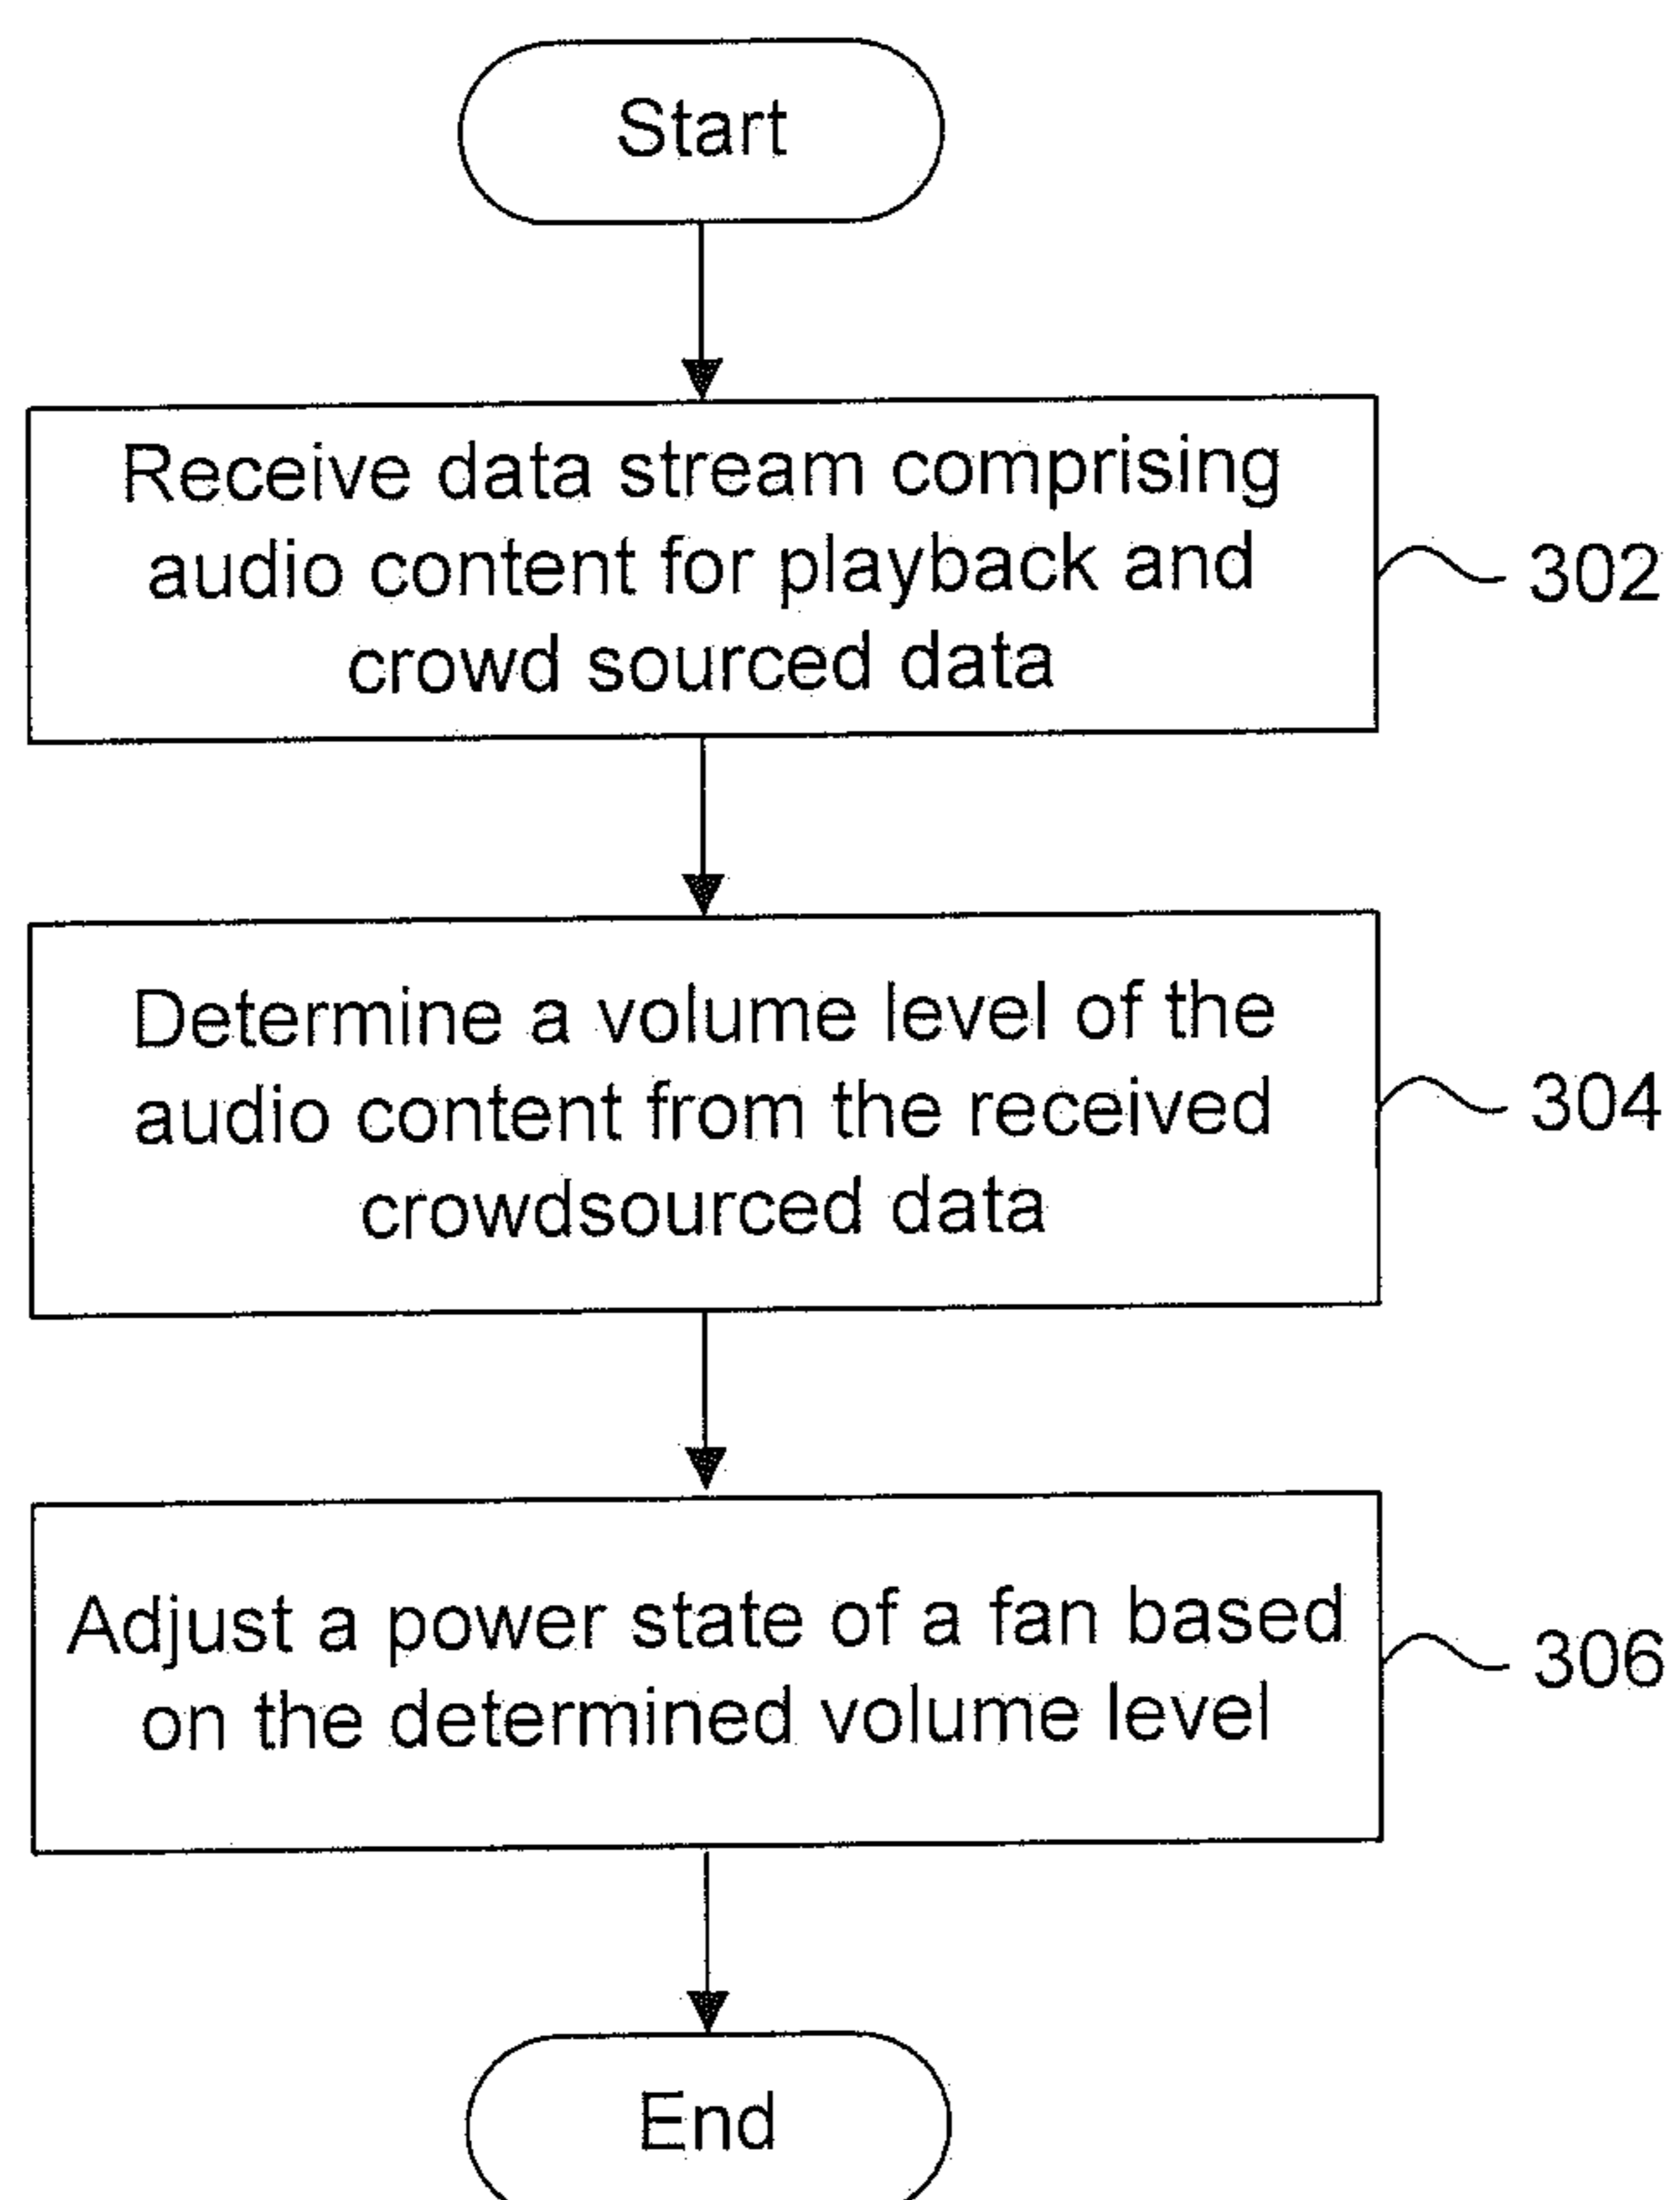 Start
Receive data stream comprising
audio content for playback and
crowd sourced data
302
Determine a volume level of the
audio content from the received
crowdsourced data
304
Adjust a power state of a fan based
on the determined volume level
306
End